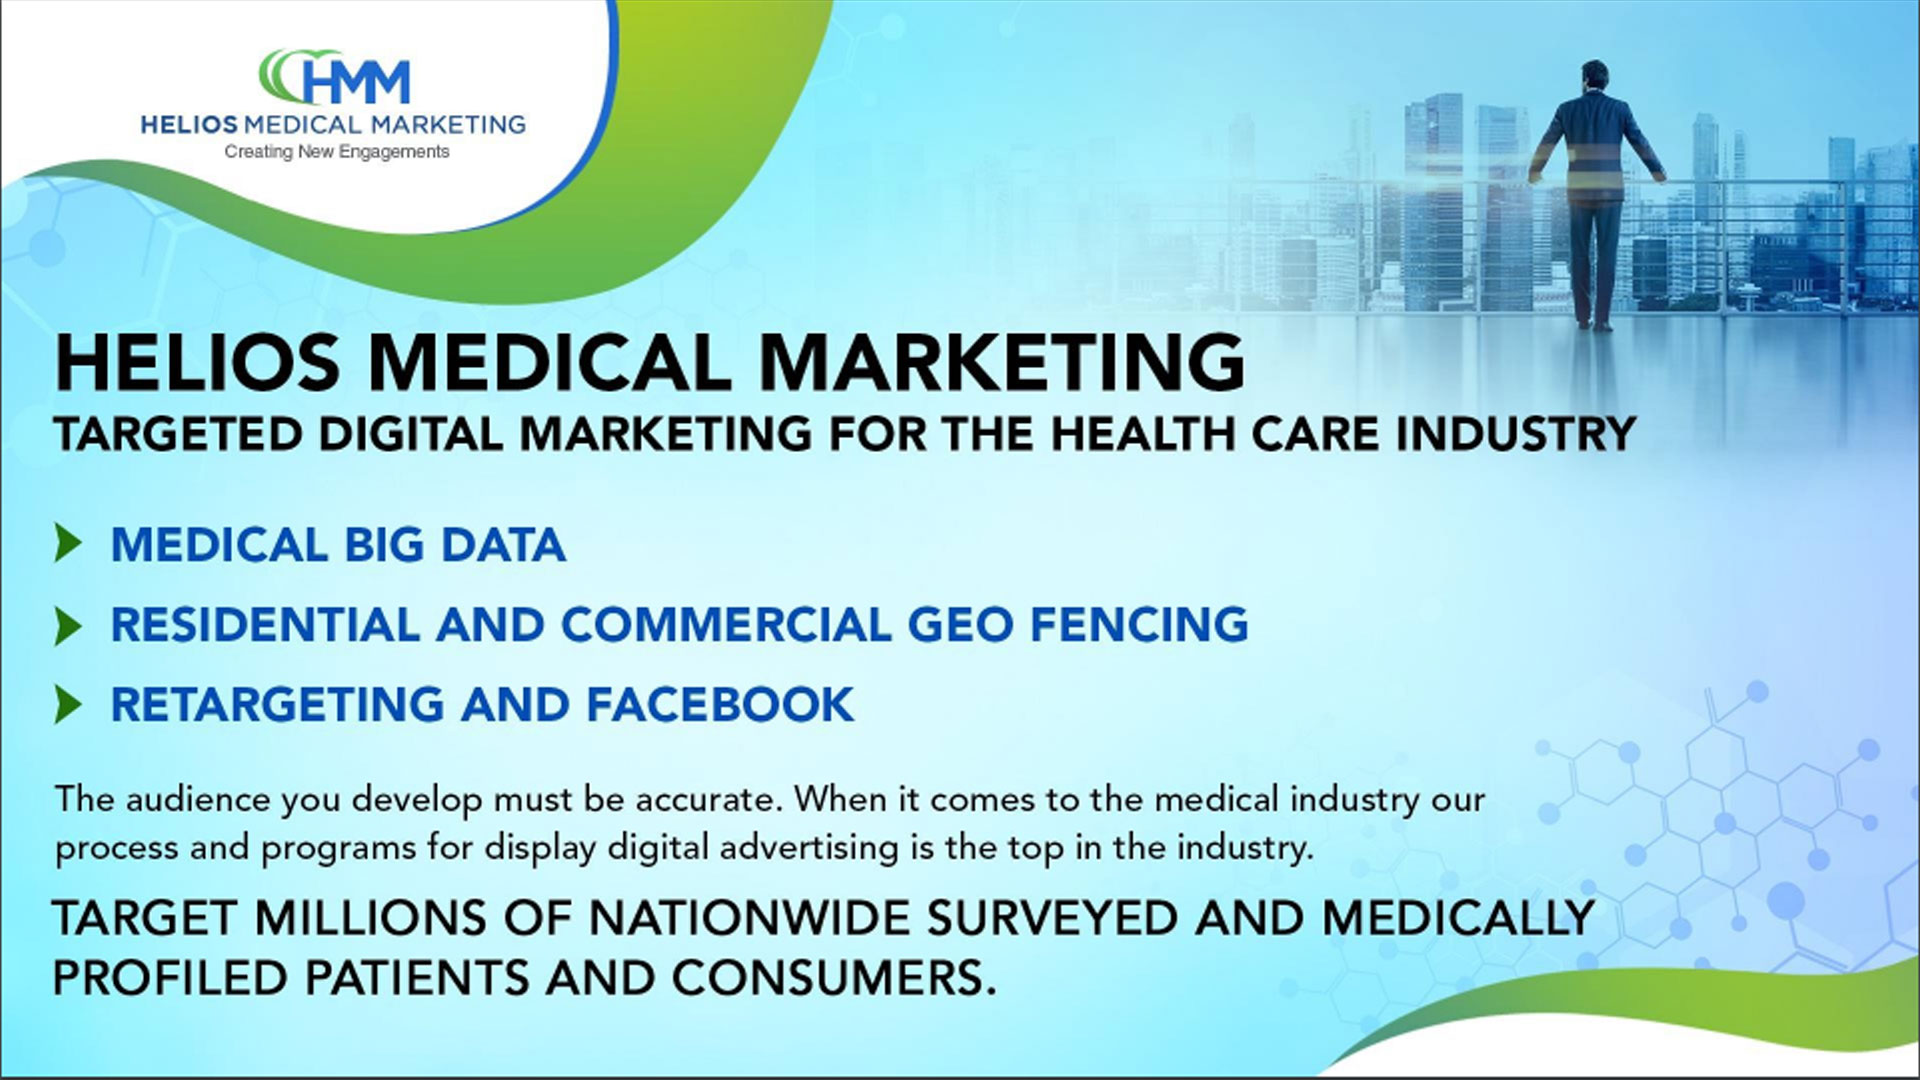 HMM
HELIOS MEDICAL MARKETING
Creating New Engagements
HELIOS MEDICAL MARKETING
TARGETED DIGITAL MARKETING FOR THE HEALTH CARE INDUSTRY
MEDICAL BIG DATA
RESIDENTIAL AND COMMERCIAL GEO FENCING
RETARGETING AND FACEBOOK
The audience you develop must be accurate. When it comes to the medical industry our
process and programs for display digital advertising is the top in the industry.
TARGET MILLIONS OF NATIONWIDE SURVEYED AND MEDICALLY
PROFILED PATIENTS AND CONSUMERS.